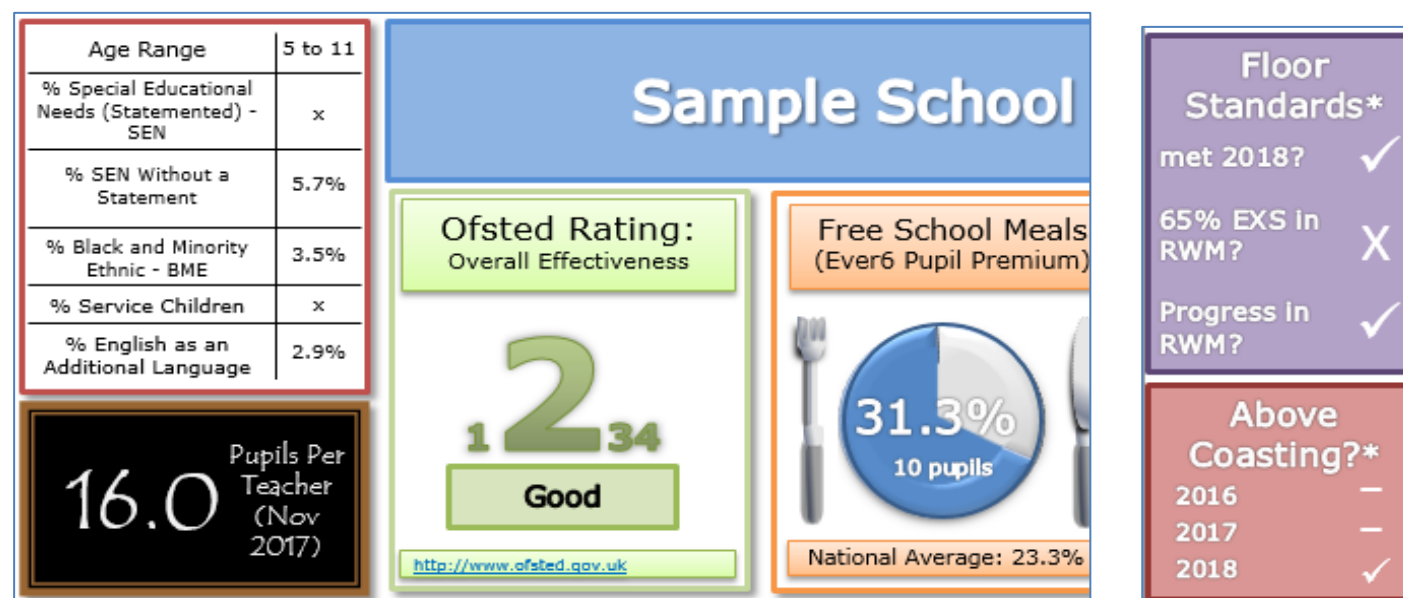 Age Range 5 to 11
% Special Educational
Needs (Statemented) -
SEN
x
% SEN Without a
Statement
5.7%
% Black and Minority
Ethnic - BME
3.5%
% Service Children x
% English as an
Additional Language
2.9%
16.0
Pupils Per
Teacher
(Nov
2017)
Sample School
Ofsted Rating:
Overall Effectiveness
1 2 3 4
Good
http://www.ofsted.gov.uk
Free School Meals
(Ever6 Pupil Premium)
31.3%
10 pupils
National Average: 23.3%
Floor
Standards*
met 2018? ✓
65% EXS in
RWM?
X
Progress in
RWM?
✓
Above
Coasting?*
2016 –
2017 –
2018 ✓